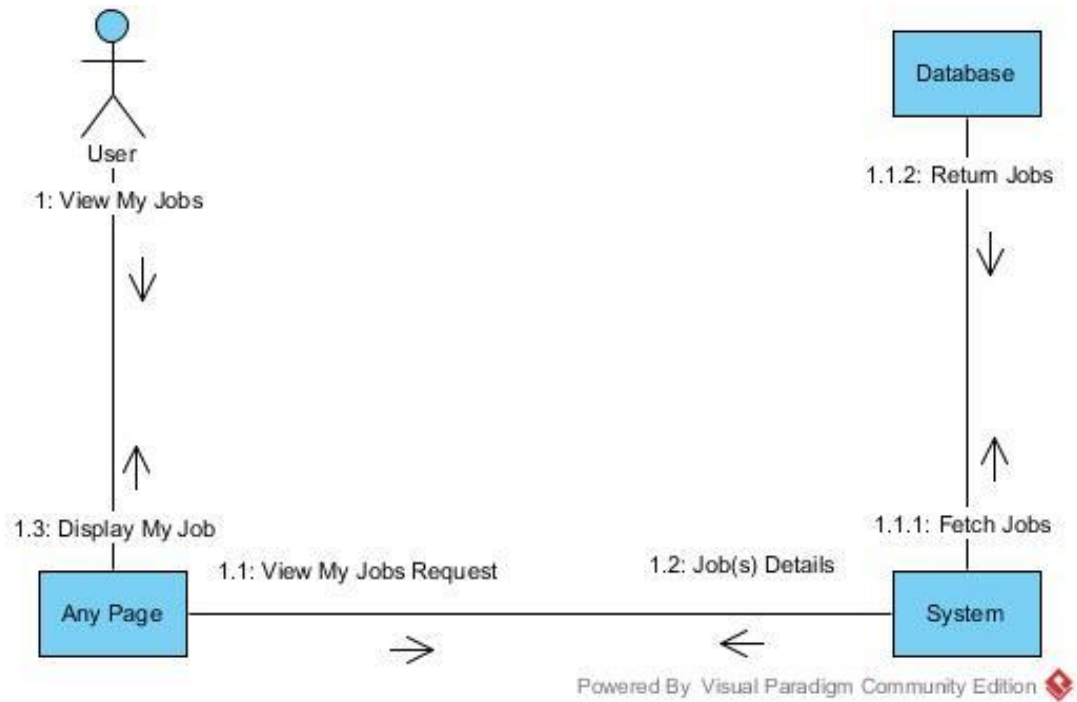 Database
User
1.1.2: Return Jobs
1: View My Jobs
1.3: Display My Job
1.1.1: Fetch Jobs
1.1: View My Jobs Request
1.2: Job(s) Details
Any Page
System
Powered By Visual Paradigm Community Edition